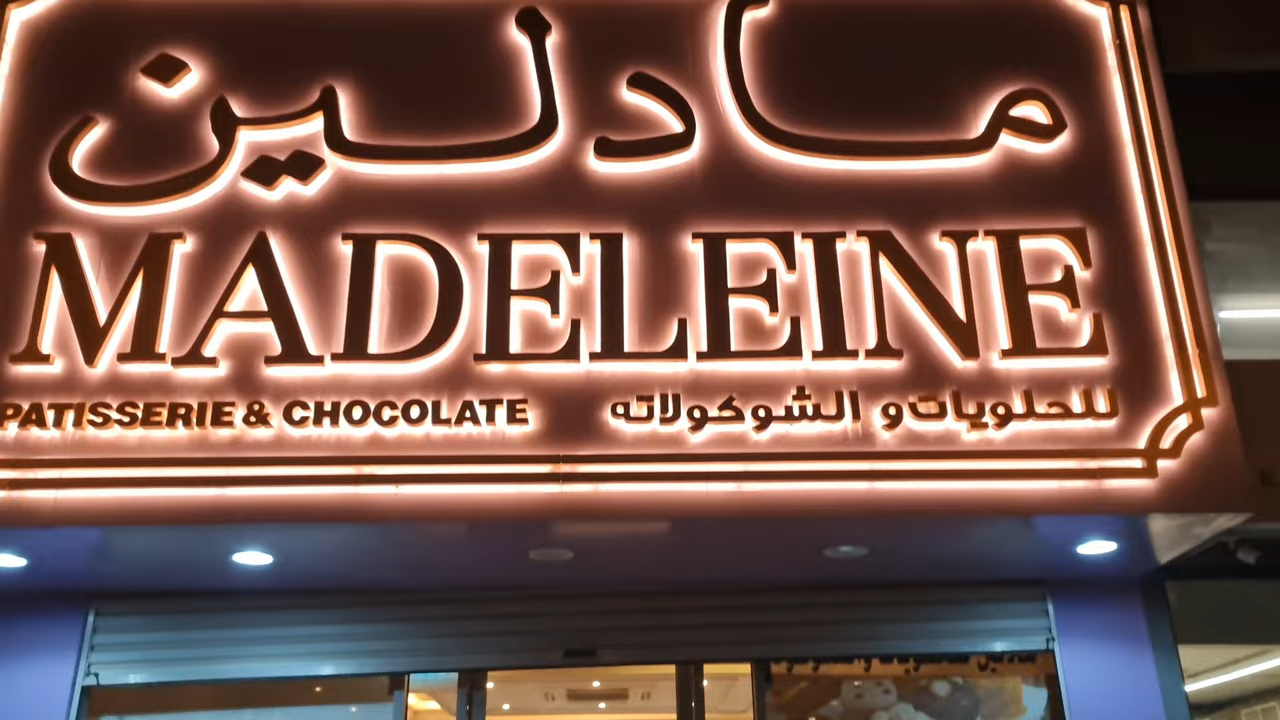 مادلين
MADELEINE
PATISSERIE & CHOCOLATE للحلويات و الشوكولاته